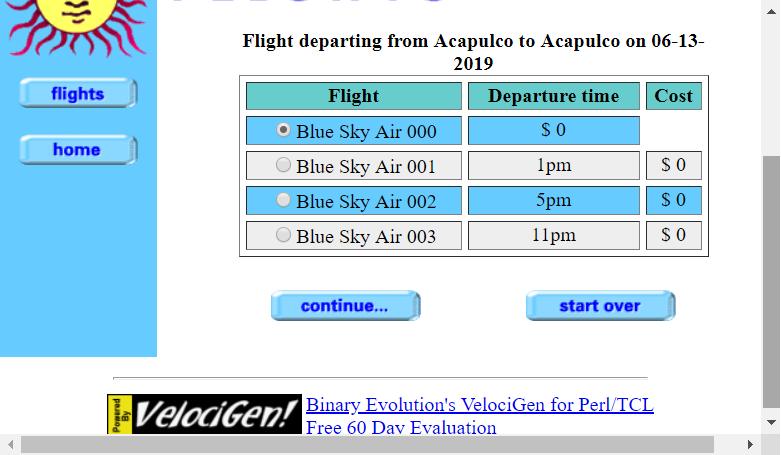 flights
home
Flight departing from Acapulco to Acapulco on 06-13-
2019
Flight Departure time Cost
Blue Sky Air 000 $ 0
Blue Sky Air 001 1pm $ 0
Blue Sky Air 002 5pm $ 0
Blue Sky Air 003 11pm $ 0
continue... start over
Powered By VelociGen! Binary Evolution's VelociGen for Perl/TCL
Free 60 Day Evaluation